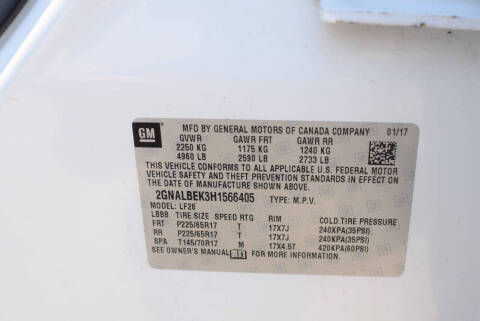 GM MFD BY GENERAL MOTORS OF CANADA COMPANY 01/17
GVWR GAWR FRT GAWR RR
2250 KG 1175 KG 1240 KG
4960 LB 2590 LB 2733 LB
THIS VEHICLE CONFORMS TO ALL APPLICABLE U.S. FEDERAL MOTOR
VEHICLE SAFETY, BUMPER, AND THEFT PREVENTION STANDARDS IN EFFECT
ON THE DATE OF MANUFACTURE SHOWN ABOVE.
2GNALBEK3H1566405 TYPE: M.P.V.
MODEL: LF26
LBBB TIRE SIZE SPEED RTG RIM COLD TIRE PRESSURE
FRT P225/65R17 T 17X7J 240KPA(35PSI)
RR P225/65R17 T 17X7J 240KPA(35PSI)
SPA T145/70R17 M 17X4.5T 420KPA(60PSI)
SEE OWNER'S MANUAL FOR MORE INFORMATION.